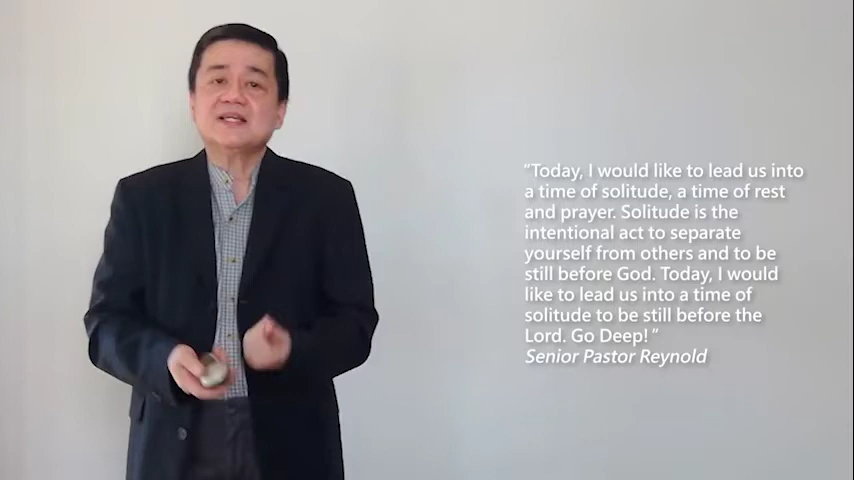 “Today, I would like to lead us into
a time of solitude, a time of rest
and prayer. Solitude is the
intentional act to separate
yourself from others and to be
still before God. Today, I would
like to lead us into a time of
solitude to be still before the
Lord. Go Deep! ”
Senior Pastor Reynold